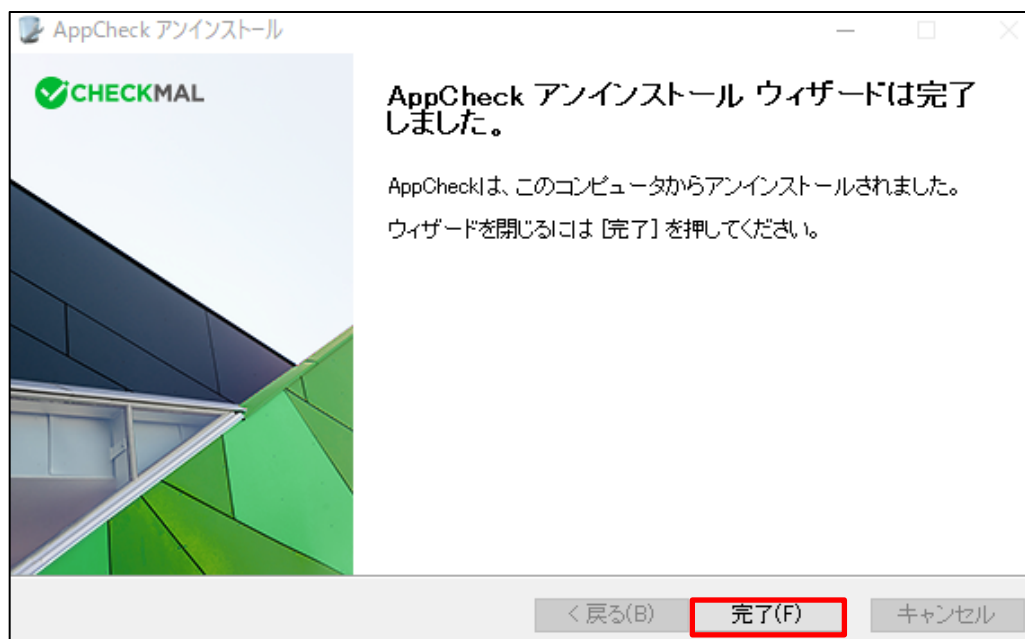 AppCheck アンインストール
CHECKMAL
AppCheck アンインストール ウィザードは完了
しました。
AppCheckは、このコンピュータからアンインストールされました。
ウィザードを閉じるには [完了] を押してください。
< 戻る(B)
完了(F)
キャンセル